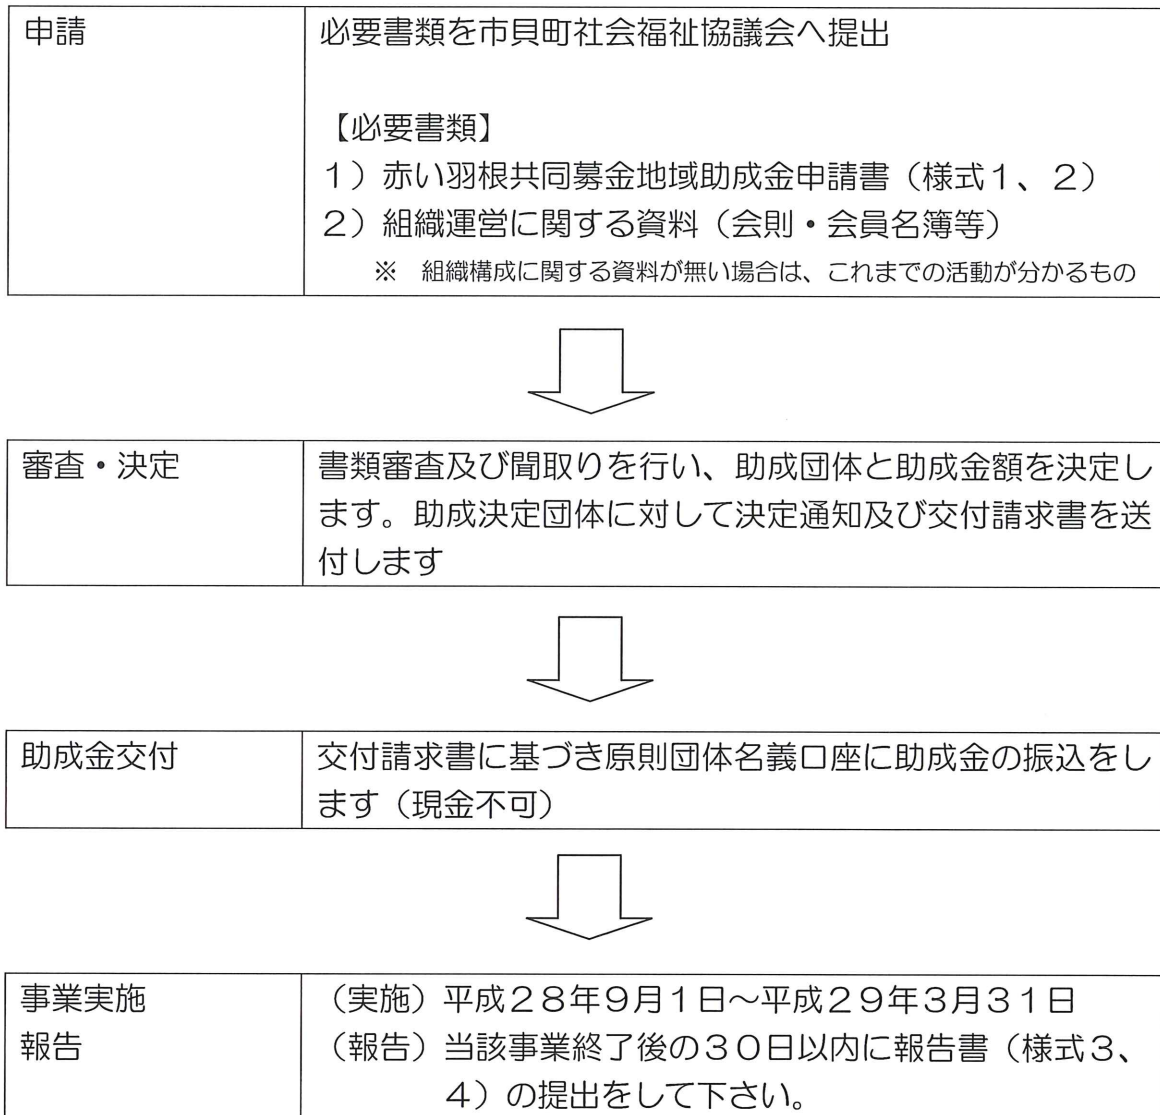 申請
必要書類を市貝町社会福祉協議会へ提出
【必要書類】
１）赤い羽根共同募金地域助成金申請書（様式１、２）
２）組織運営に関する資料（会則・会員名簿等）
※　組織構成に関する資料が無い場合は、これまでの活動が分かるもの
審査・決定
書類審査及び聞取りを行い、助成団体と助成金額を決定し
ます。助成決定団体に対して決定通知及び交付請求書を送
付します
助成金交付
交付請求書に基づき原則団体名義口座に助成金の振込をし
ます（現金不可）
事業実施
報告
（実施）平成２８年９月１日～平成２９年３月３１日
（報告）当該事業終了後の３０日以内に報告書（様式３、
４）の提出をして下さい。